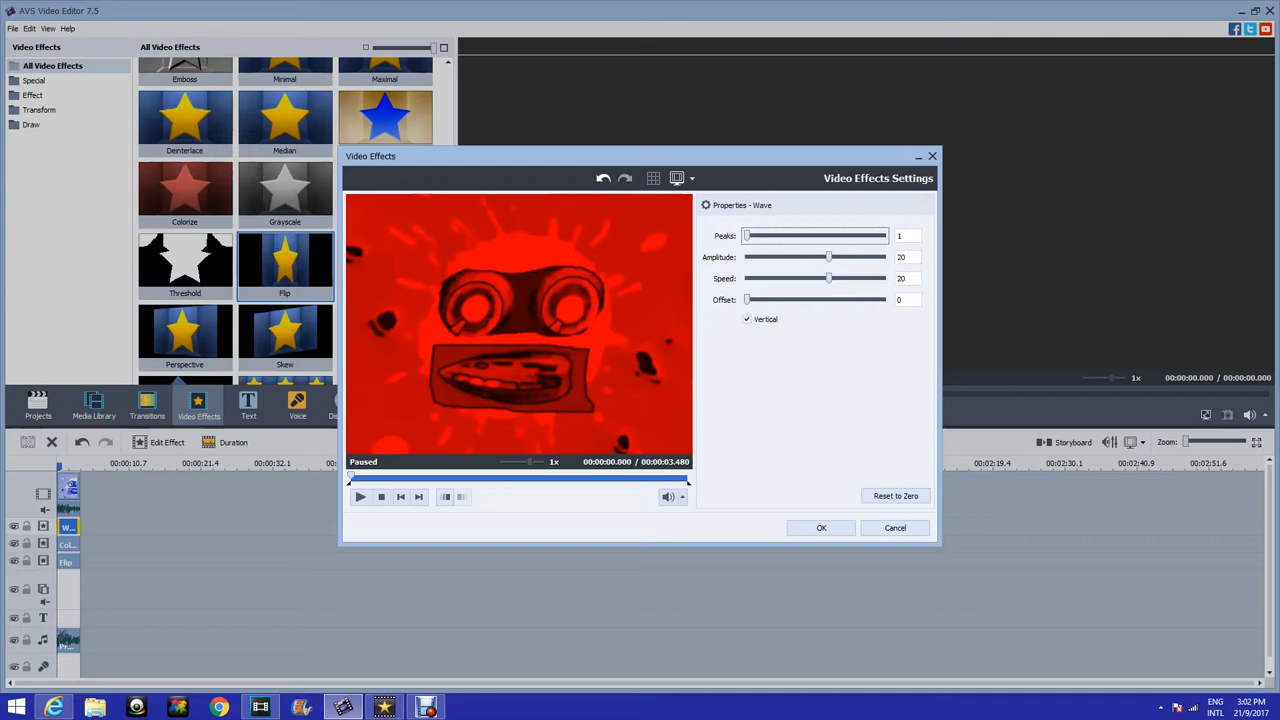 AVS Video Editor 7.5
File Edit View Help
Video Effects
All Video Effects
All Video Effects
Special
Effect
Transform
Draw
Emboss
Minimal
Maximal
Deinterlace
Median
Colorize
Grayscale
Threshold
Flip
Perspective
Skew
Video Effects
Video Effects Settings
Properties - Wave
Peaks: 1
Amplitude: 20
Speed: 20
Offset: 0
Vertical
Paused 1x 00:00:00.000 / 00:00:03.480
Reset to Zero
OK Cancel
1x 00:00:00.000 / 00:00:00.000
Projects
Media Library
Transitions
Video Effects
Text
Voice
Edit Effect
Duration
Storyboard
Zoom:
00:00:10.7 00:00:21.4 00:00:32.1 00:02:19.4 00:02:30.1 00:02:40.9 00:02:51.6
W...
Col...
Flip
T
Pr...
ENG
INTL
3:02 PM
21/9/2017